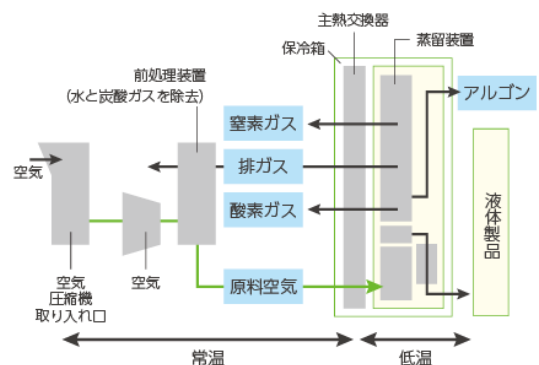 主熱交換器
保冷箱
蒸留装置
前処理装置
(水と炭酸ガスを除去)
窒素ガス
アルゴン
排ガス
空気
酸素ガス
液体製品
空気
圧縮機
取り入れ口
空気
原料空気
常温
低温